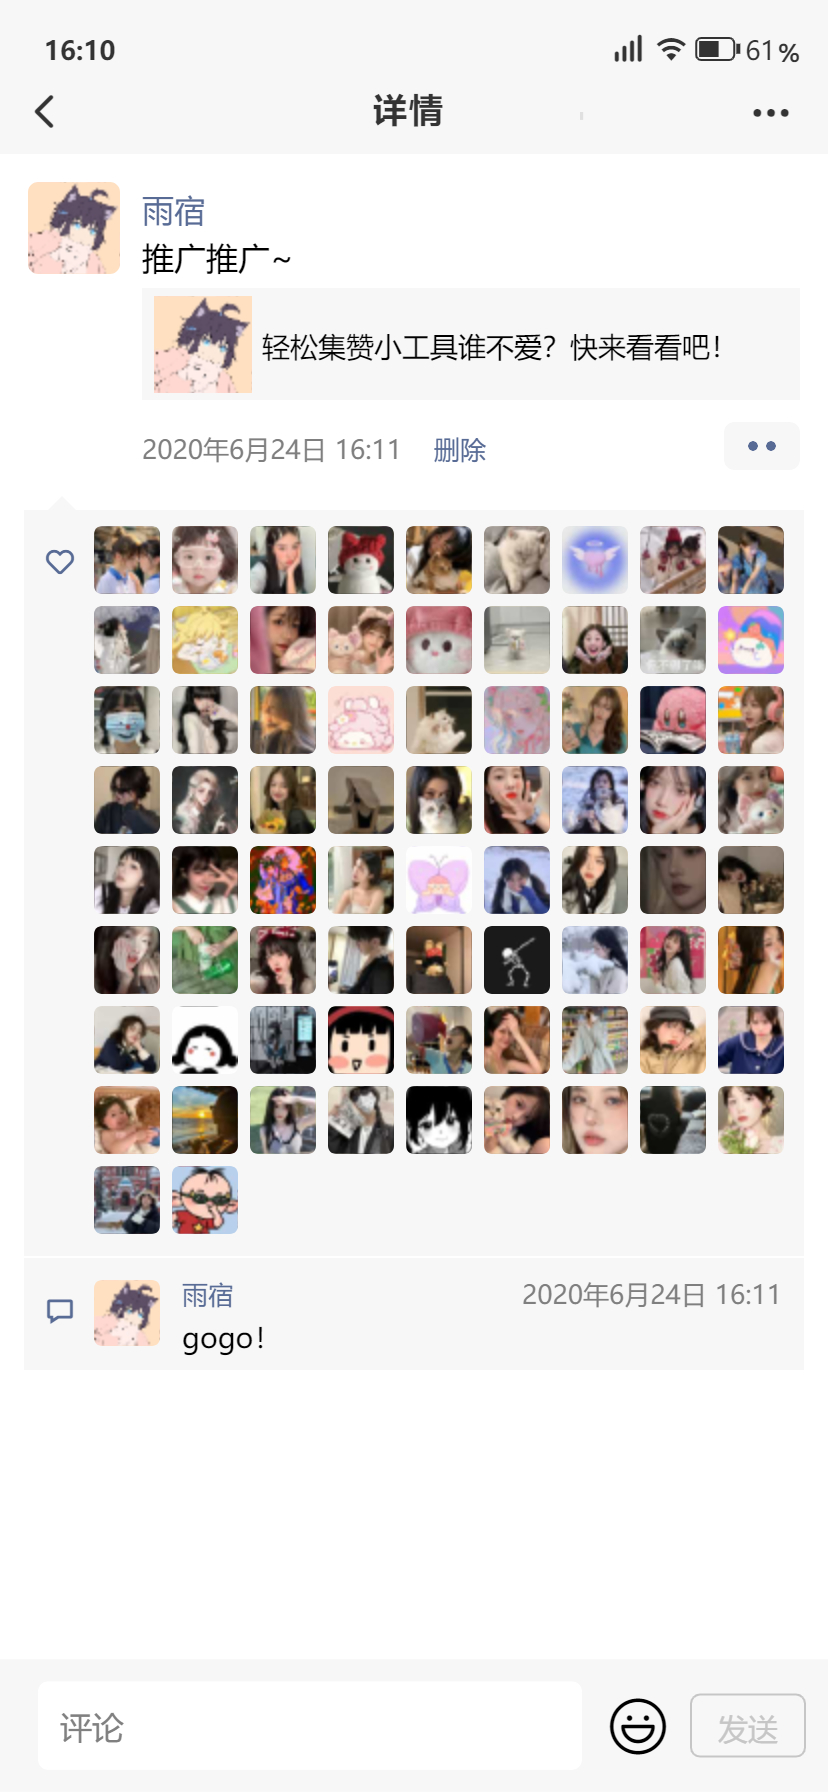 16:10
61%
详情
雨宿
推广推广~
轻松集赞小工具谁不爱？快来看看吧！
2020年6月24日 16:11 删除
雨宿 2020年6月24日 16:11
gogo！
评论 发送